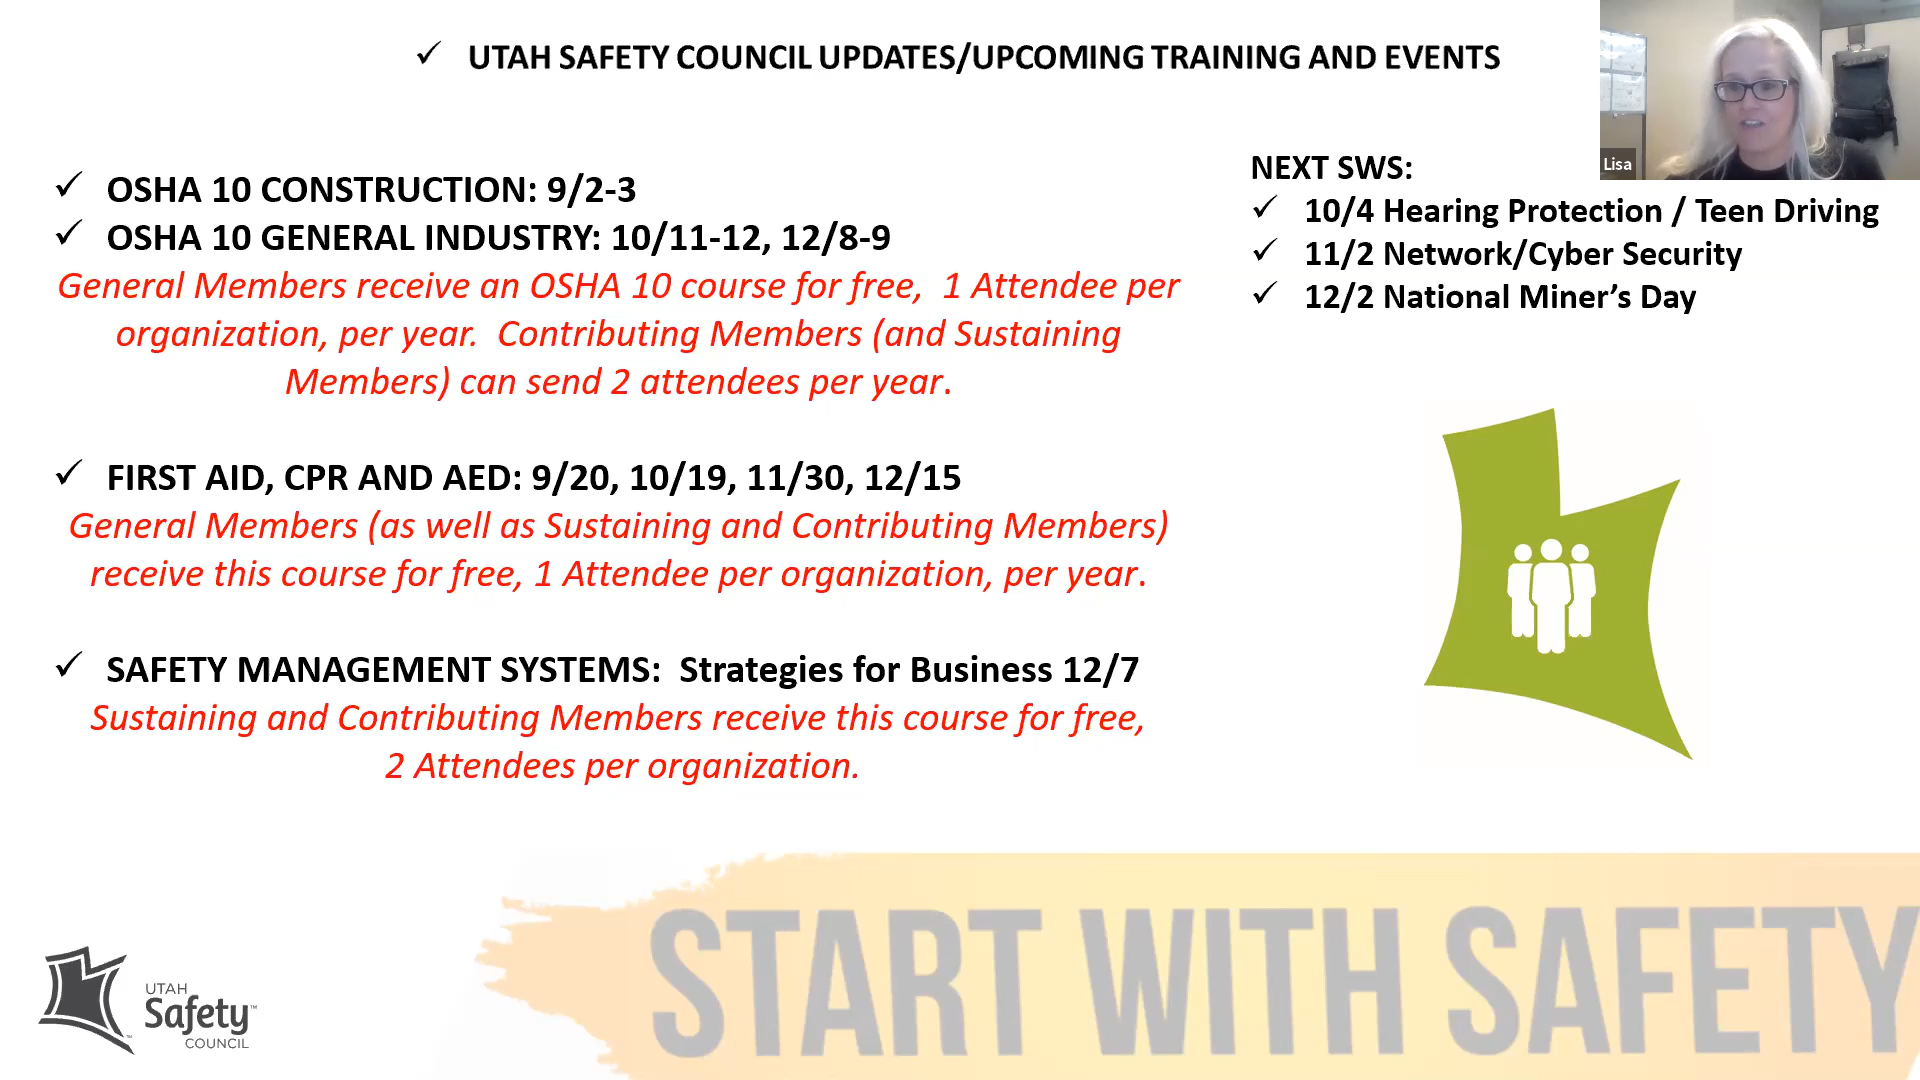 ✓ UTAH SAFETY COUNCIL UPDATES/UPCOMING TRAINING AND EVENTS
Lisa
✓ OSHA 10 CONSTRUCTION: 9/2-3
✓ OSHA 10 GENERAL INDUSTRY: 10/11-12, 12/8-9
General Members receive an OSHA 10 course for free, 1 Attendee per
organization, per year. Contributing Members (and Sustaining
Members) can send 2 attendees per year.
✓ FIRST AID, CPR AND AED: 9/20, 10/19, 11/30, 12/15
General Members (as well as Sustaining and Contributing Members)
receive this course for free, 1 Attendee per organization, per year.
✓ SAFETY MANAGEMENT SYSTEMS: Strategies for Business 12/7
Sustaining and Contributing Members receive this course for free,
2 Attendees per organization.
NEXT SWS:
✓ 10/4 Hearing Protection / Teen Driving
✓ 11/2 Network/Cyber Security
✓ 12/2 National Miner’s Day
UTAH
Safety™
COUNCIL
START WITH SAFETY